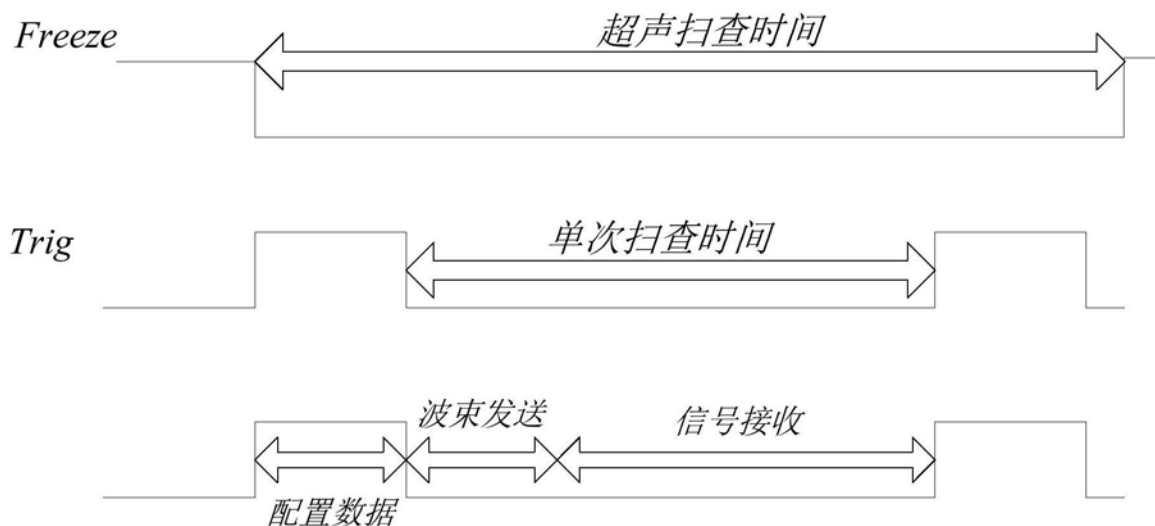 Freeze
超声扫查时间
Trig
单次扫查时间
波束发送
信号接收
配置数据